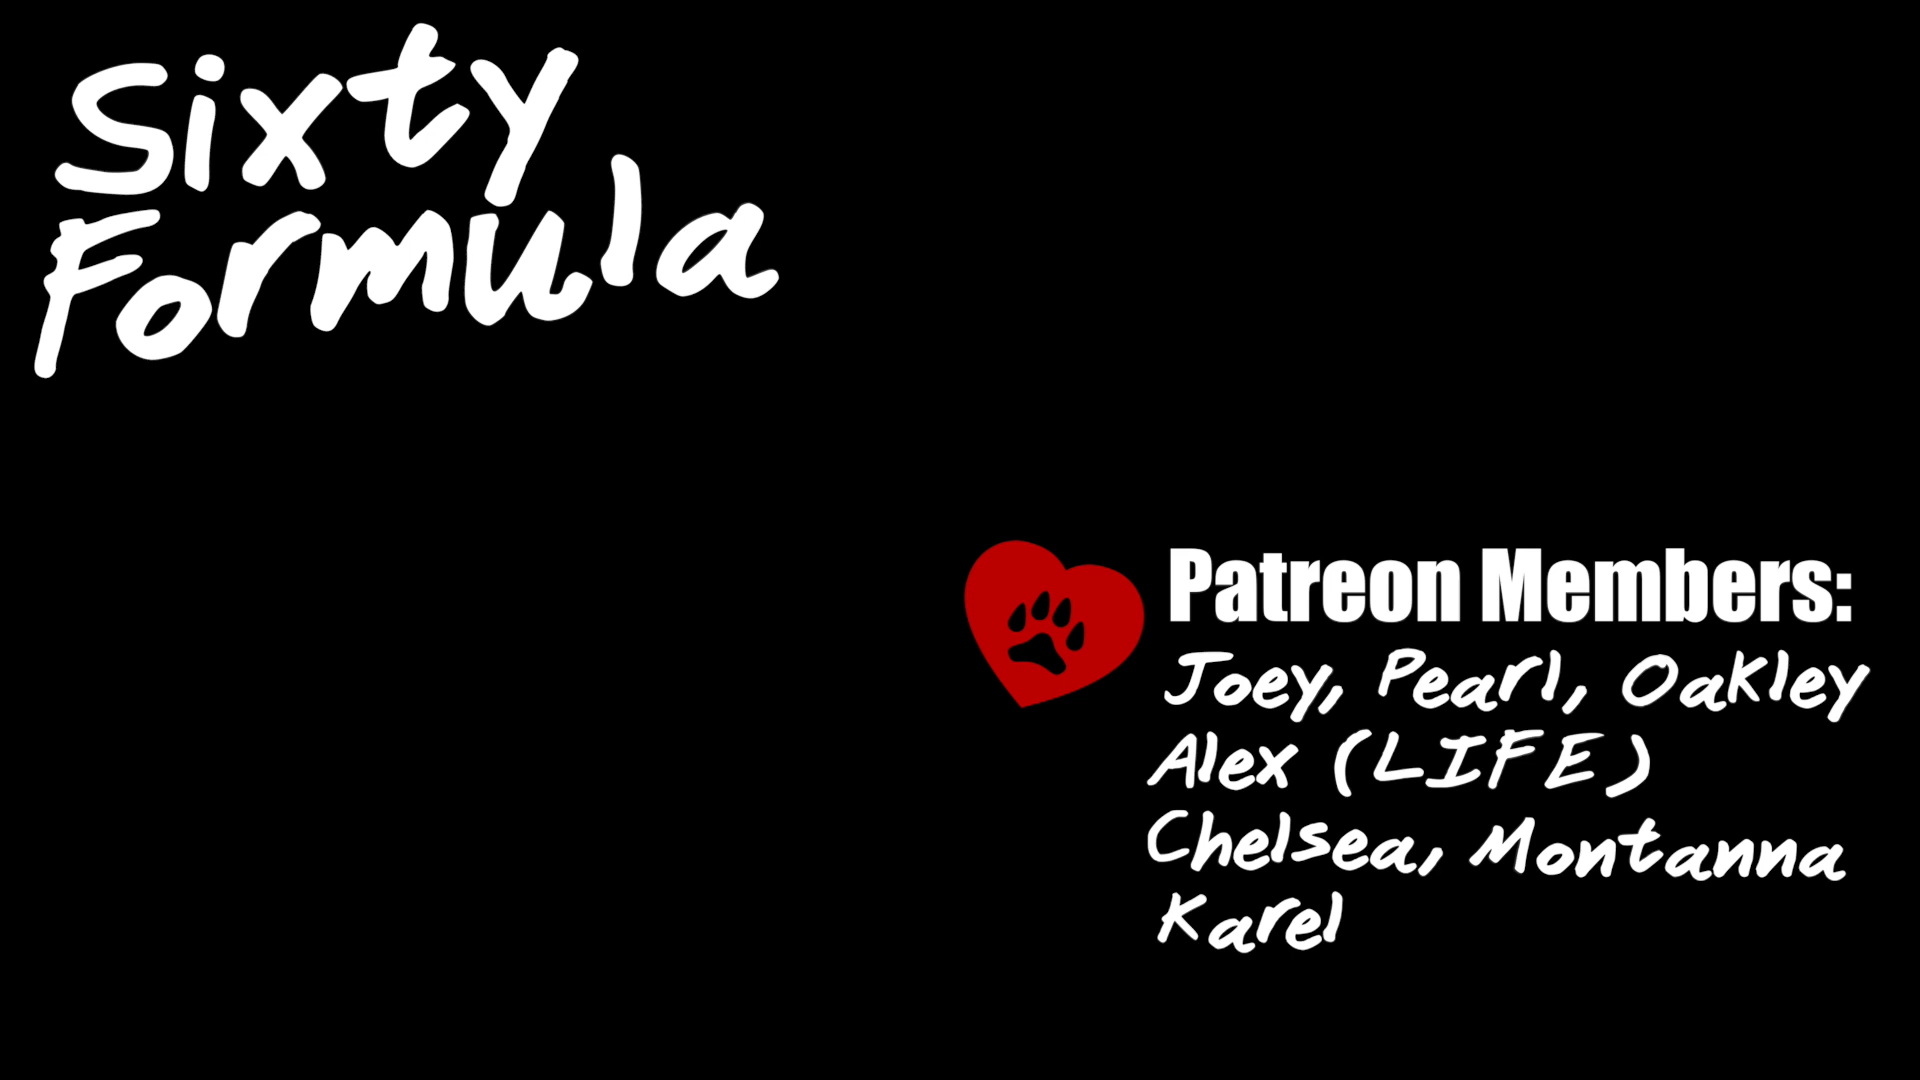 Sixty
Formula
Patreon Members:
Joey, Pearl, Oakley
Alex (LIFE)
Chelsea, Montanna
Karel